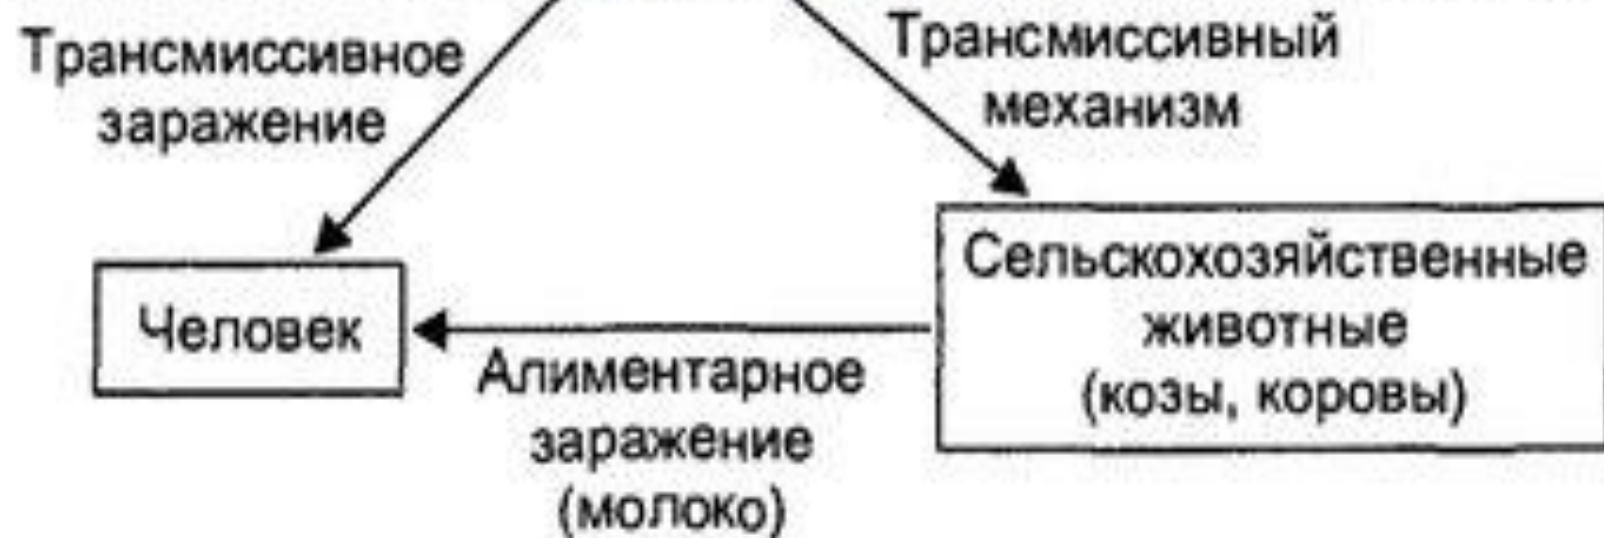 Трансмиссивное
заражение
Трансмиссивный
механизм
Человек
Алиментарное
заражение
(молоко)
Сельскохозяйственные
животные
(козы, коровы)